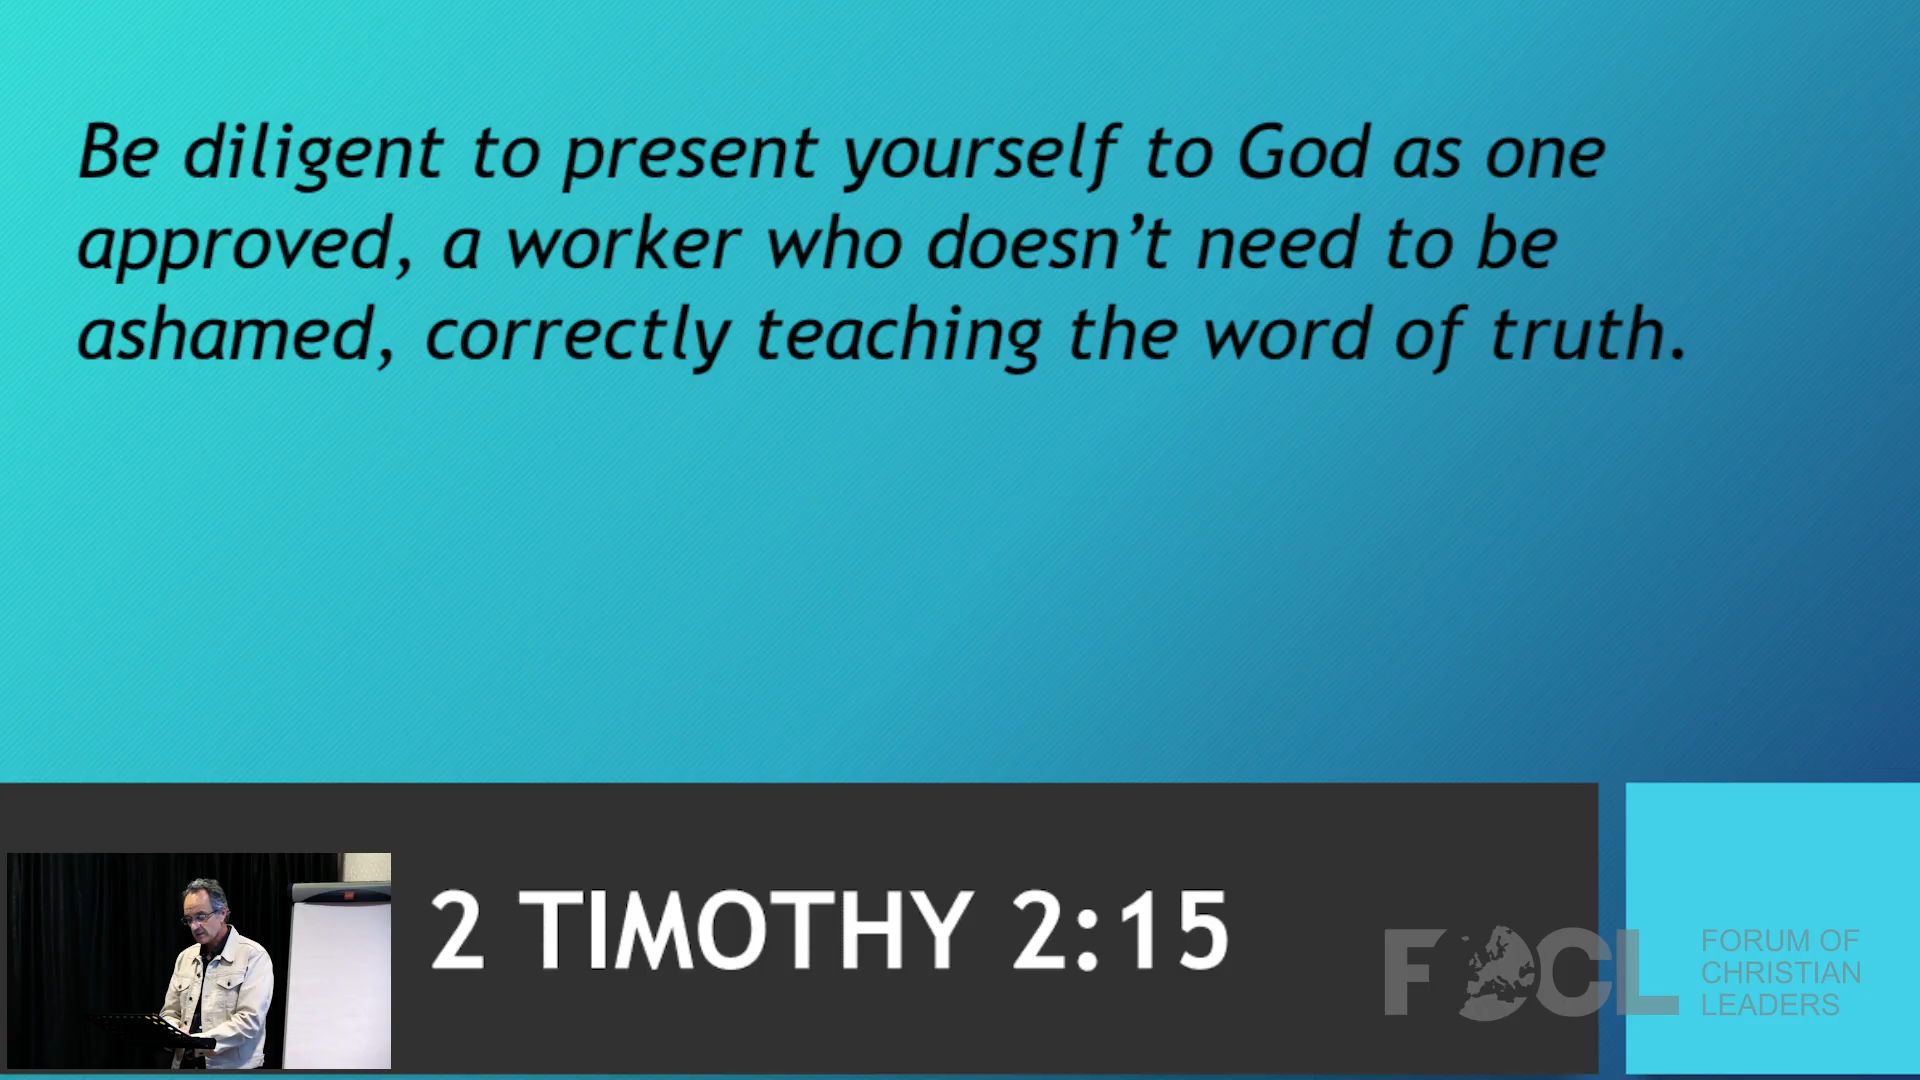 Be diligent to present yourself to God as one
approved, a worker who doesn’t need to be
ashamed, correctly teaching the word of truth.
2 TIMOTHY 2:15
FOCL
FORUM OF
CHRISTIAN
LEADERS